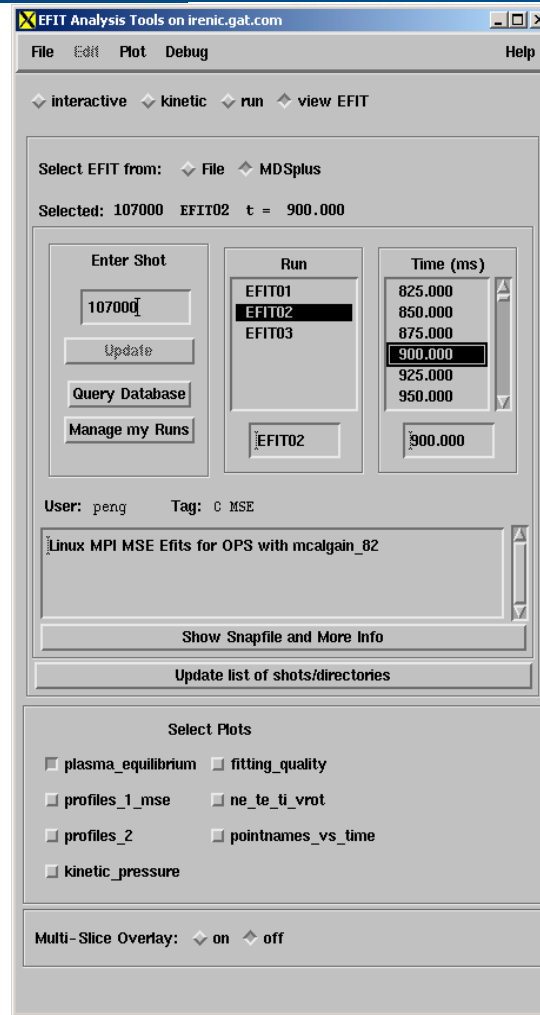 EFIT Analysis Tools on irenic.gat.com
File Edit Plot Debug Help
interactive kinetic run view EFIT
Select EFIT from: File MDSplus
Selected: 107000 EFIT02 t = 900.000
Enter Shot
107000
Update
Query Database
Manage my Runs
Run
EFIT01
EFIT02
EFIT03
EFIT02
Time (ms)
825.000
850.000
875.000
900.000
925.000
950.000
900.000
User: peng Tag: C MSE
Linux MPI MSE Efits for OPS with mcalgain_82
Show Snapfile and More Info
Update list of shots/directories
Select Plots
plasma_equilibrium fitting_quality
profiles_1_mse ne_te_ti_vrot
profiles_2 pointnames_vs_time
kinetic_pressure
Multi-Slice Overlay: on off